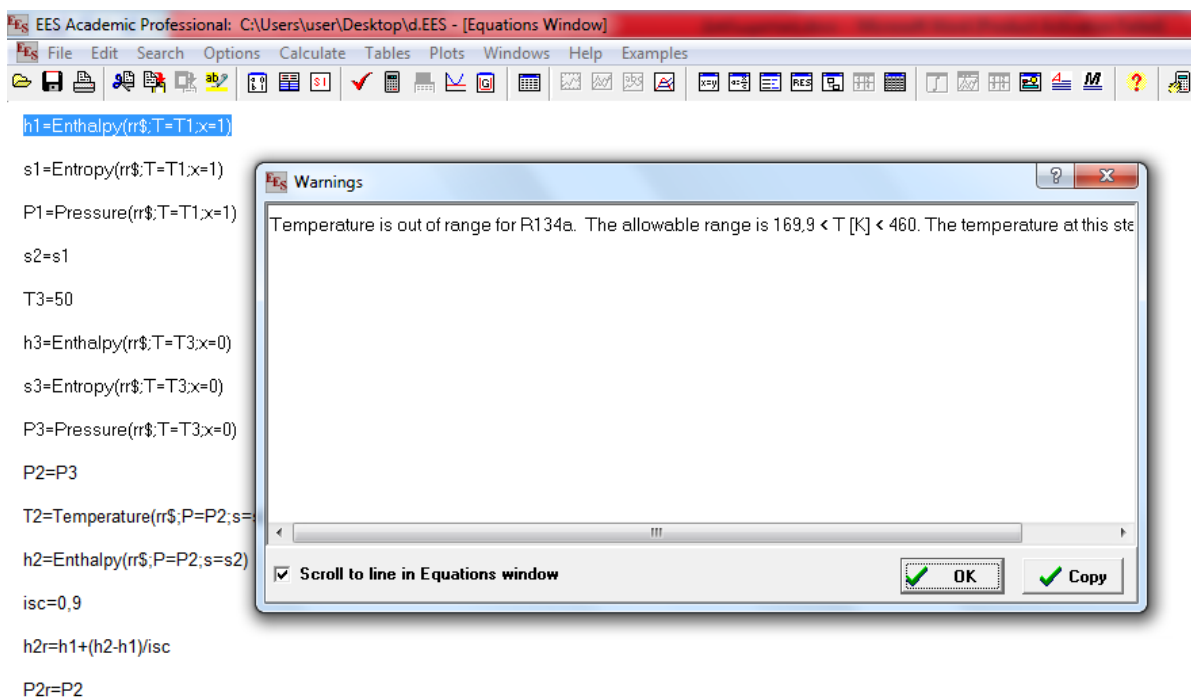 EES Academic Professional: C:\Users\user\Desktop\d.EES - [Equations Window]
File Edit Search Options Calculate Tables Plots Windows Help Examples
h1=Enthalpy(rr$;T=T1;x=1)
s1=Entropy(rr$;T=T1;x=1)
P1=Pressure(rr$;T=T1;x=1)
s2=s1
T3=50
h3=Enthalpy(rr$;T=T3;x=0)
s3=Entropy(rr$;T=T3;x=0)
P3=Pressure(rr$;T=T3;x=0)
P2=P3
T2=Temperature(rr$;P=P2;s=
h2=Enthalpy(rr$;P=P2;s=s2)
isc=0,9
h2r=h1+(h2-h1)/isc
P2r=P2
Warnings
Temperature is out of range for R134a. The allowable range is 169,9 < T [K] < 460. The temperature at this sta
Scroll to line in Equations window
OK
Copy